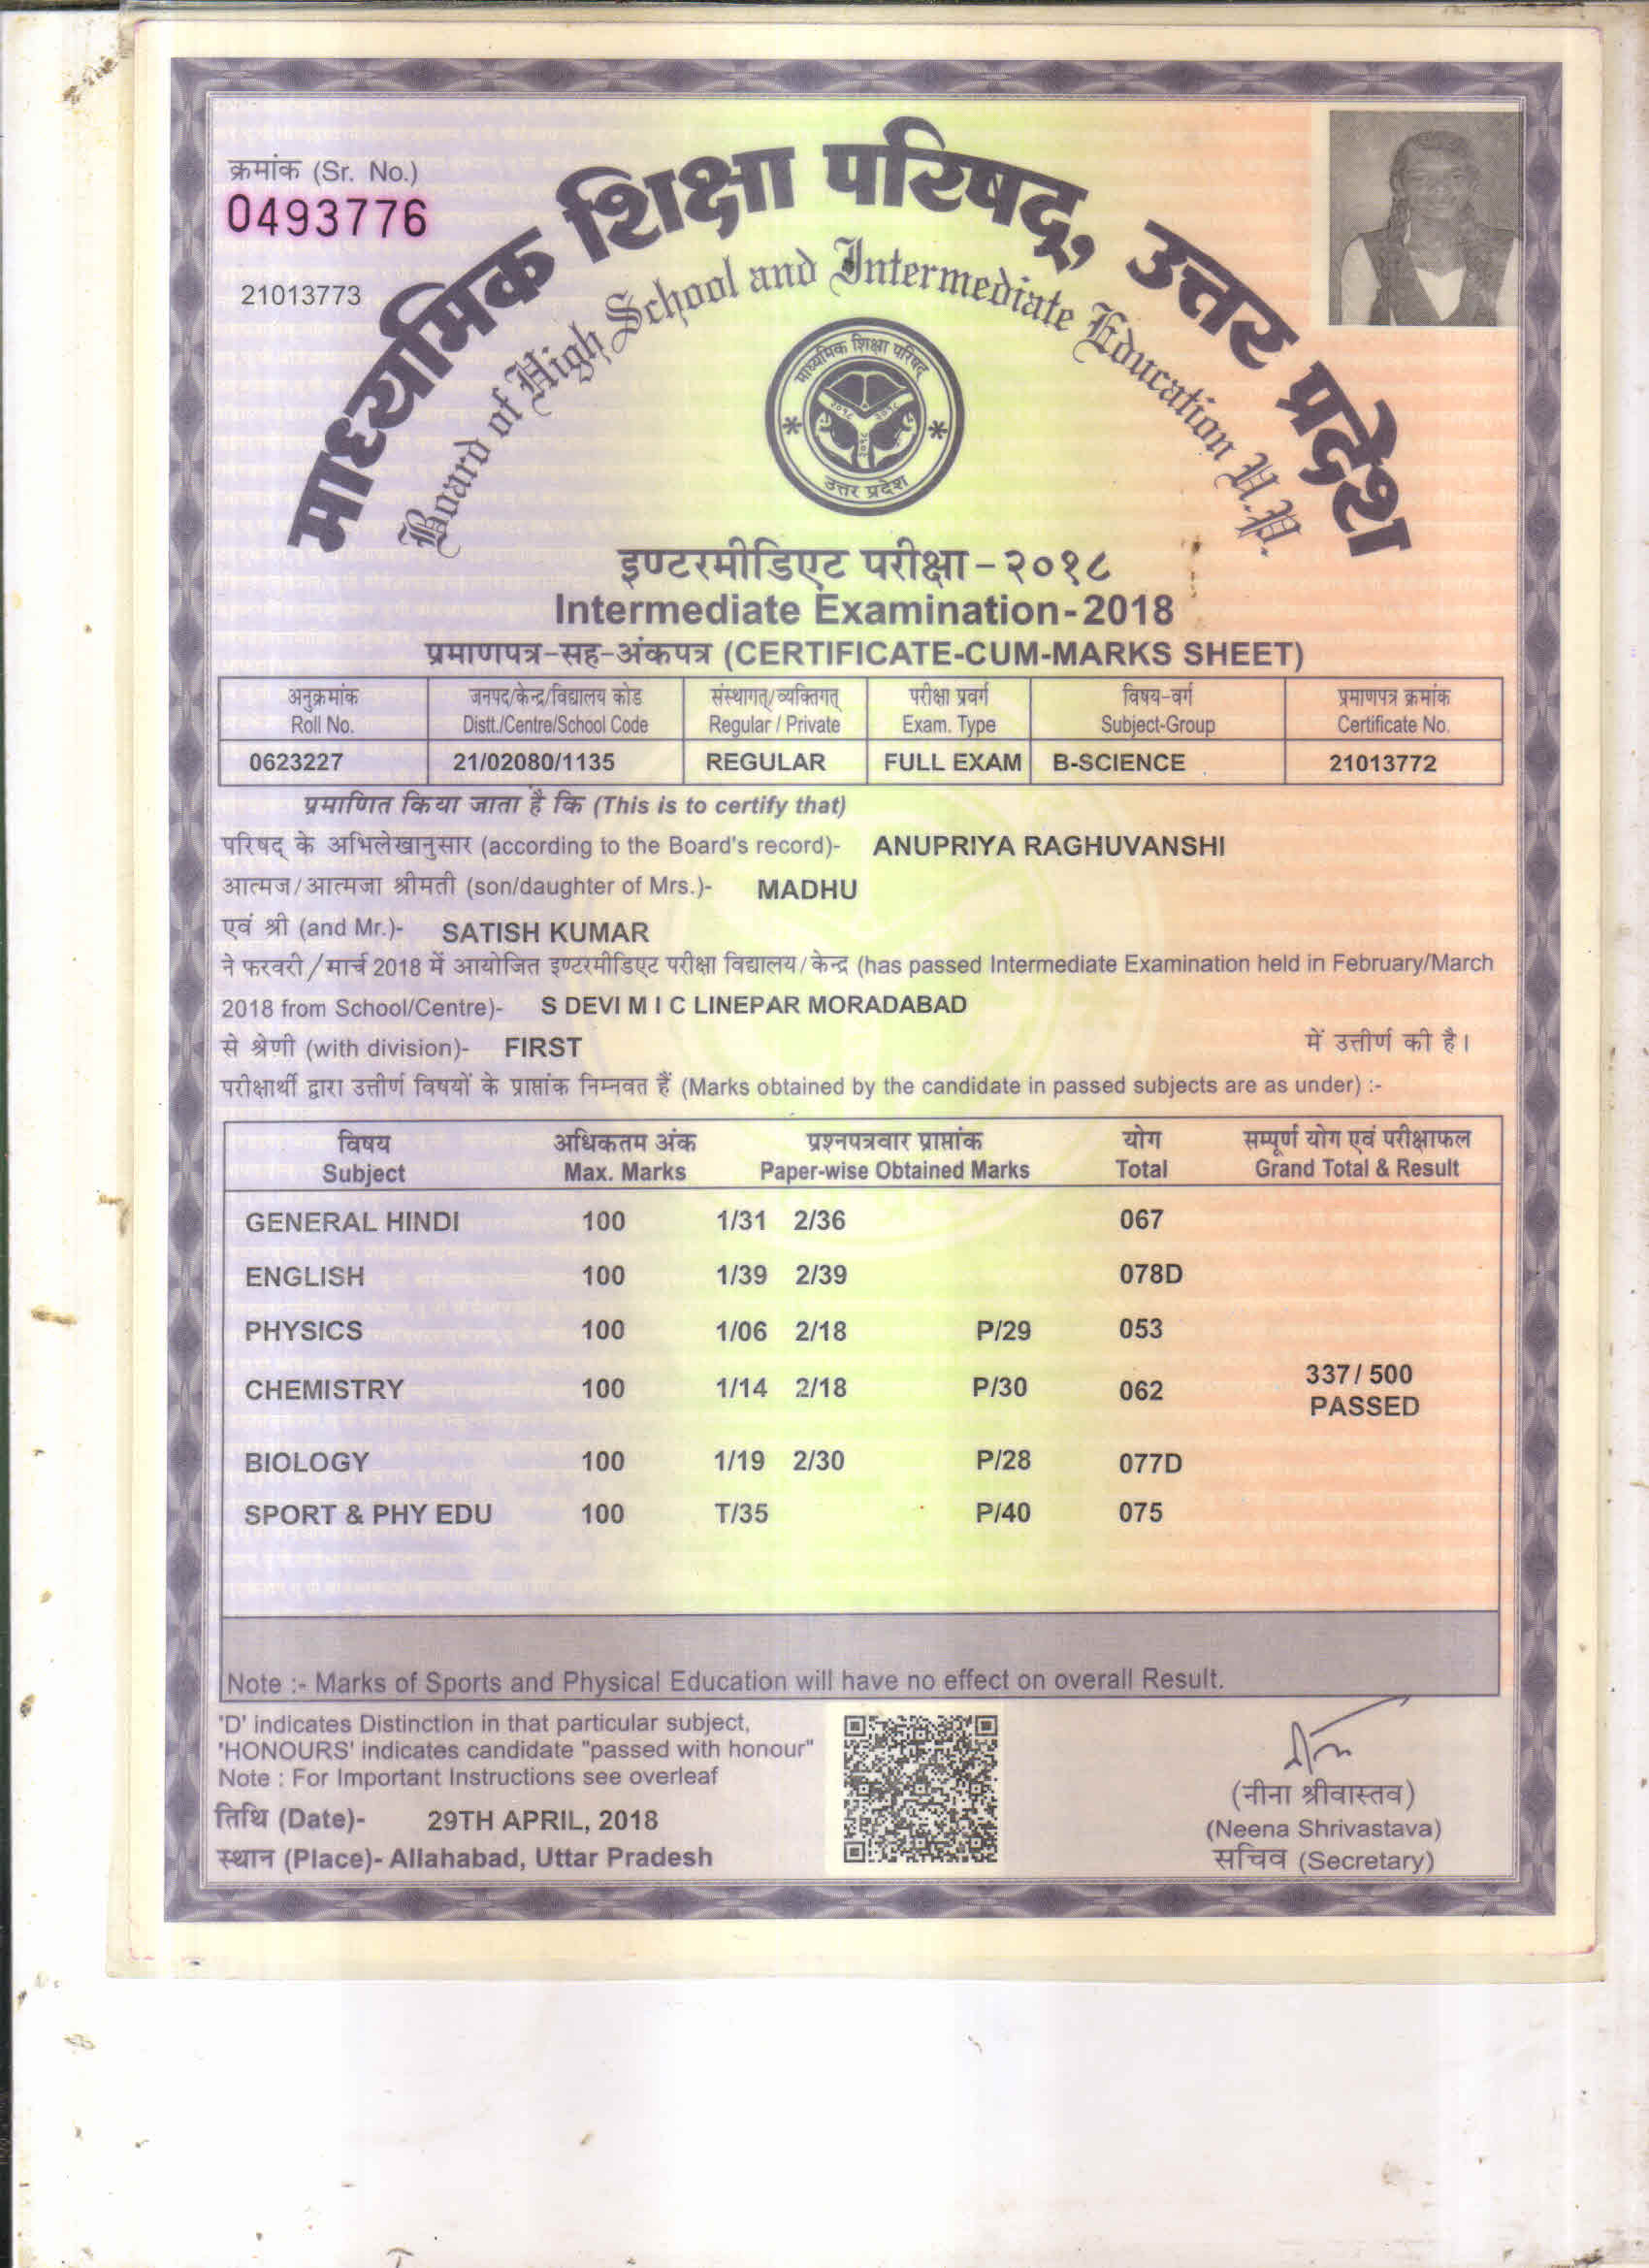 क्रमांक (Sr. No.)
0493776
21013773
माध्यमिक शिक्षा परिषद्, उत्तर प्रदेश
Board of High School and Intermediate Education U.P.
माध्यमिक शिक्षा परिषद्
२०१८ २०१८
२०१८
उत्तर प्रदेश
इण्टरमीडिएट परीक्षा - २०१८
Intermediate Examination - 2018
प्रमाणपत्र-सह-अंकपत्र (CERTIFICATE-CUM-MARKS SHEET)
अनुक्रमांक जनपद/केन्द्र/विद्यालय कोड संस्थागत्/व्यक्तिगत् परीक्षा प्रवर्ग विषय-वर्ग प्रमाणपत्र क्रमांक
Roll No. Distt./Centre/School Code Regular / Private Exam. Type Subject-Group Certificate No.
0623227 21/02080/1135 REGULAR FULL EXAM B-SCIENCE 21013772
प्रमाणित किया जाता है कि (This is to certify that)
परिषद् के अभिलेखानुसार (according to the Board's record)- ANUPRIYA RAGHUVANSHI
आत्मज/आत्मजा श्रीमती (son/daughter of Mrs.)- MADHU
एवं श्री (and Mr.)- SATISH KUMAR
ने फरवरी/मार्च 2018 में आयोजित इण्टरमीडिएट परीक्षा विद्यालय/केन्द्र (has passed Intermediate Examination held in February/March
2018 from School/Centre)- S DEVI M I C LINEPAR MORADABAD
से श्रेणी (with division)- FIRST में उत्तीर्ण की है।
परीक्षार्थी द्वारा उत्तीर्ण विषयों के प्राप्तांक निम्नवत हैं (Marks obtained by the candidate in passed subjects are as under) :-
विषय अधिकतम अंक प्रश्नपत्रवार प्राप्तांक योग सम्पूर्ण योग एवं परीक्षाफल
Subject Max. Marks Paper-wise Obtained Marks Total Grand Total & Result
GENERAL HINDI 100 1/31 2/36 067
ENGLISH 100 1/39 2/39 078D
PHYSICS 100 1/06 2/18 P/29 053
CHEMISTRY 100 1/14 2/18 P/30 062 337/ 500
PASSED
BIOLOGY 100 1/19 2/30 P/28 077D
SPORT & PHY EDU 100 T/35 P/40 075
Note :- Marks of Sports and Physical Education will have no effect on overall Result.
'D' indicates Distinction in that particular subject,
'HONOURS' indicates candidate "passed with honour"
Note : For Important Instructions see overleaf
तिथि (Date)- 29TH APRIL, 2018
स्थान (Place)- Allahabad, Uttar Pradesh
(नीना श्रीवास्तव)
(Neena Shrivastava)
सचिव (Secretary)